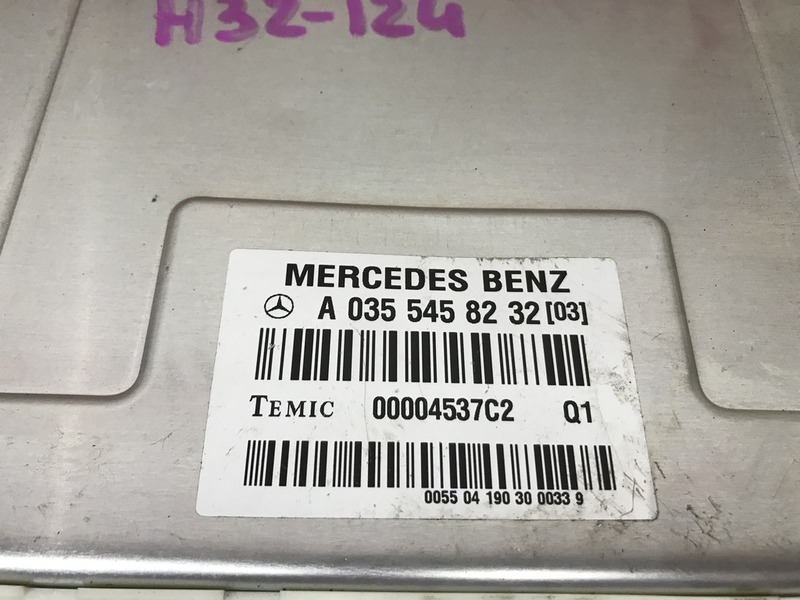 H32-124
MERCEDES BENZ
A 035 545 82 32 [03]
TEMIC 00004537C2 Q1
0055 04 190 30 0033 9